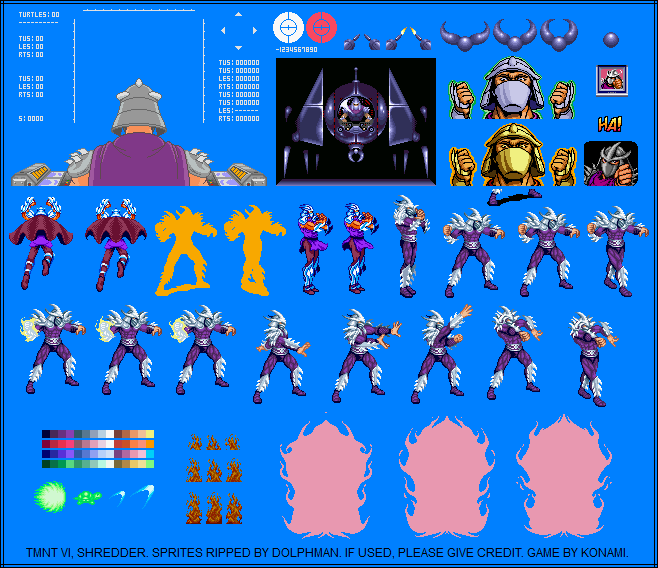 TURTLES:00
TUS:00
LES:00
RTS:00
TUS:00
LES:00
RTS:00
S:0000
-1234567890
TUS:000000
LES:000000
RTS:000000
TUS:000000
RTS:000000
TUS:000000
LES:------
RTS:000000
HA!
TMNT VI, SHREDDER. SPRITES RIPPED BY DOLPHMAN. IF USED, PLEASE GIVE CREDIT. GAME BY KONAMI.